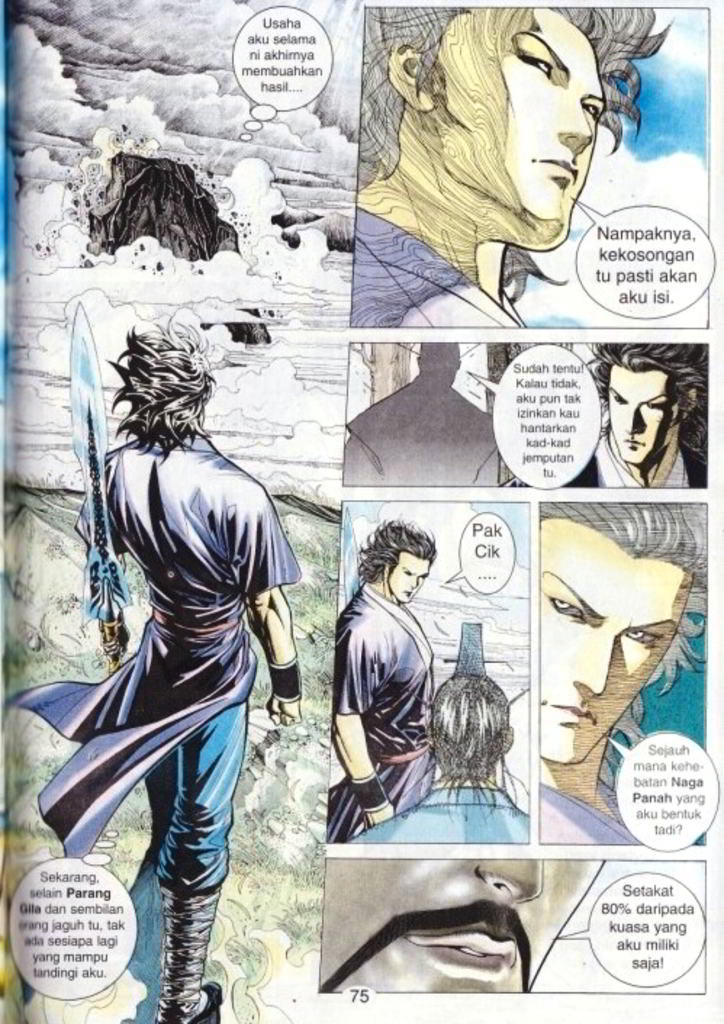 Usaha
aku selama
ni akhirnya
membuahkan
hasil....
Nampaknya,
kekosongan
tu pasti akan
aku isi.
Sudah tentu!
Kalau tidak,
aku pun tak
izinkan kau
hantarkan
kad-kad
jemputan
tu.
Pak
Cik
....
Sejauh
mana kehe-
batan Naga
Panah yang
aku bentuk
tadi?
Sekarang,
selain Parang
Gila dan sembilan
orang jaguh tu, tak
ada sesiapa lagi
yang mampu
tandingi aku.
Setakat
80% daripada
kuasa yang
aku miliki
saja!
75